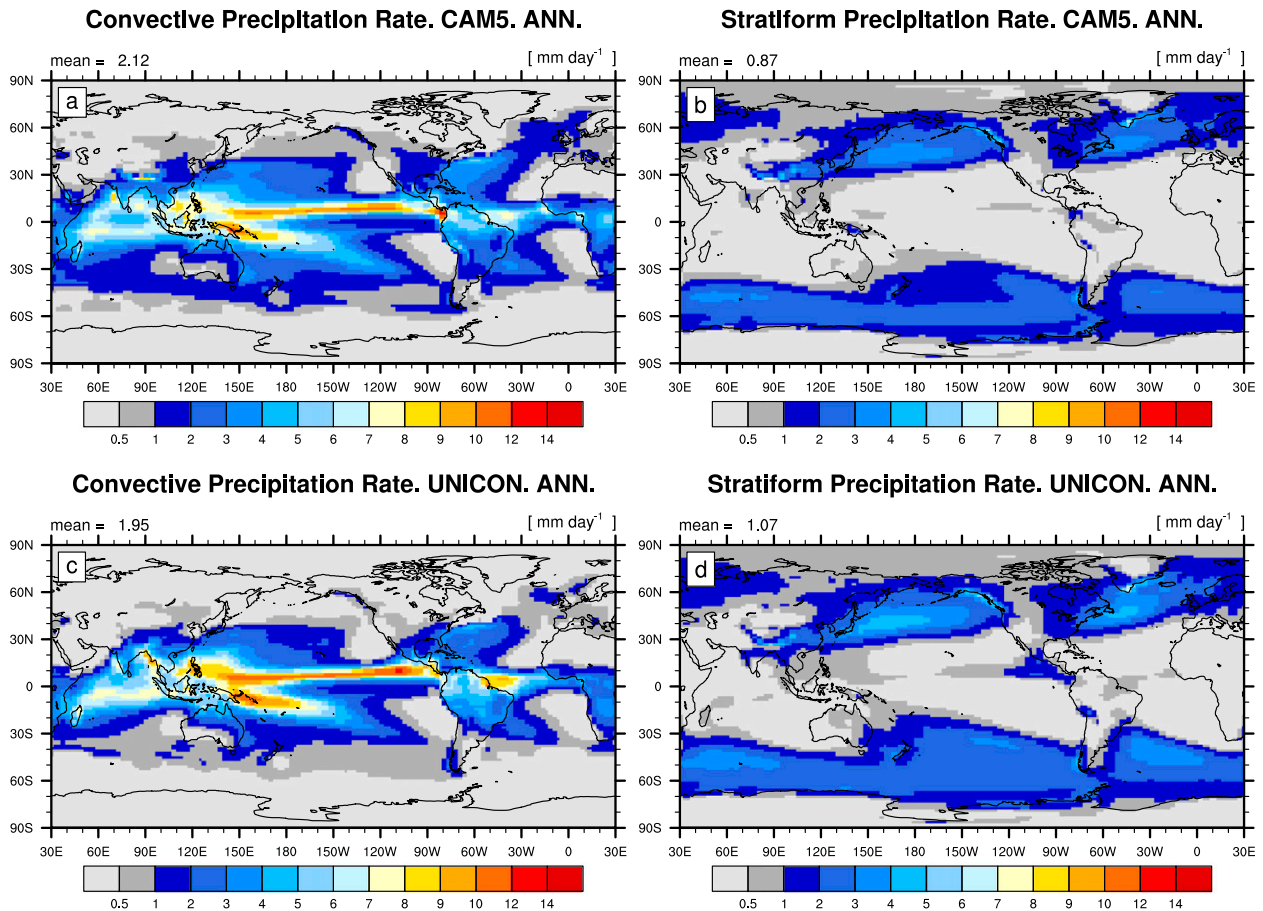 Convective Precipitation Rate. CAM5. ANN.
mean = 2.12 [ mm day-1 ]
a
90N
60N
30N
0
30S
60S
90S
30E 60E 90E 120E 150E 180 150W 120W 90W 60W 30W 0 30E
0.5 1 2 3 4 5 6 7 8 9 10 12 14
Stratiform Precipitation Rate. CAM5. ANN.
mean = 0.87 [ mm day-1 ]
b
90N
60N
30N
0
30S
60S
90S
30E 60E 90E 120E 150E 180 150W 120W 90W 60W 30W 0 30E
0.5 1 2 3 4 5 6 7 8 9 10 12 14
Convective Precipitation Rate. UNICON. ANN.
mean = 1.95 [ mm day-1 ]
c
90N
60N
30N
0
30S
60S
90S
30E 60E 90E 120E 150E 180 150W 120W 90W 60W 30W 0 30E
0.5 1 2 3 4 5 6 7 8 9 10 12 14
Stratiform Precipitation Rate. UNICON. ANN.
mean = 1.07 [ mm day-1 ]
d
90N
60N
30N
0
30S
60S
90S
30E 60E 90E 120E 150E 180 150W 120W 90W 60W 30W 0 30E
0.5 1 2 3 4 5 6 7 8 9 10 12 14